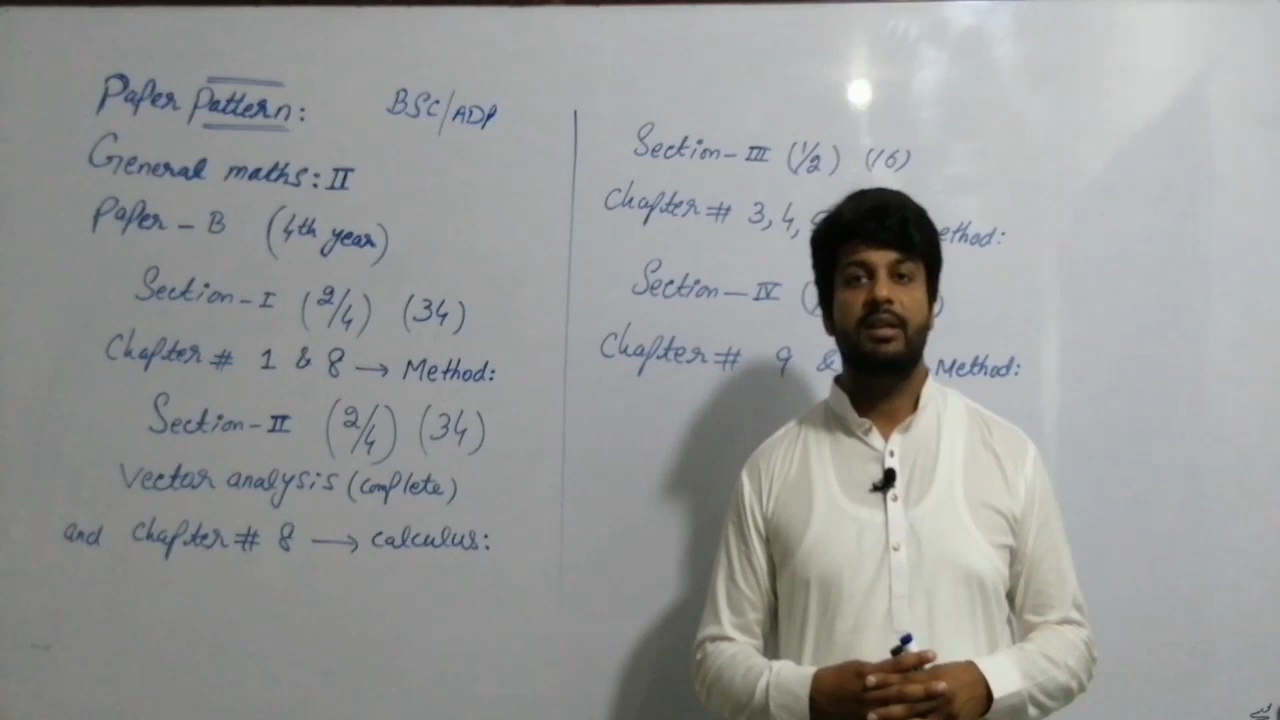 Paper Pattern: BSC/ADP
General maths: II
Paper - B (4th year)
Section - I (2/4) (34)
Chapter # 1 & 8 → Method:
Section - II (2/4) (34)
Vector analysis (complete)
and Chapter # 8 → calculus:
Section - III (1/2) (16)
Chapter # 3, 4,
Section - IV
Chapter # 9 & Method: